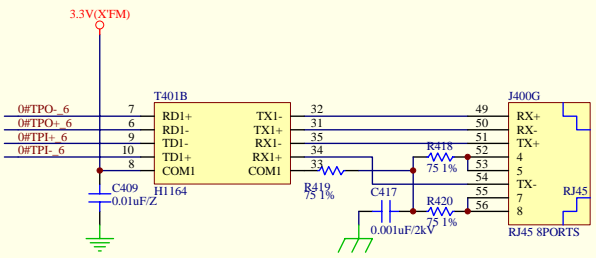 3.3V(X'FM)
T401B
J400G
0#TPO-_6 7 RD1+ TX1- 32 49 RX+
0#TPO+_6 6 RD1- TX1+ 31 50 RX-
0#TPI+_6 9 TD1- RX1- 35 51 TX+
0#TPI-_6 10 TD1+ RX1+ 34 R418 52 4
8 COM1 COM1 33 75 1% 53 5
R419 54 TX-
75 1%
C409 H1164 C417 R420 55 7 RJ45
0.01uF/Z 56 8
0.001uF/2kV 75 1% RJ45 8PORTS